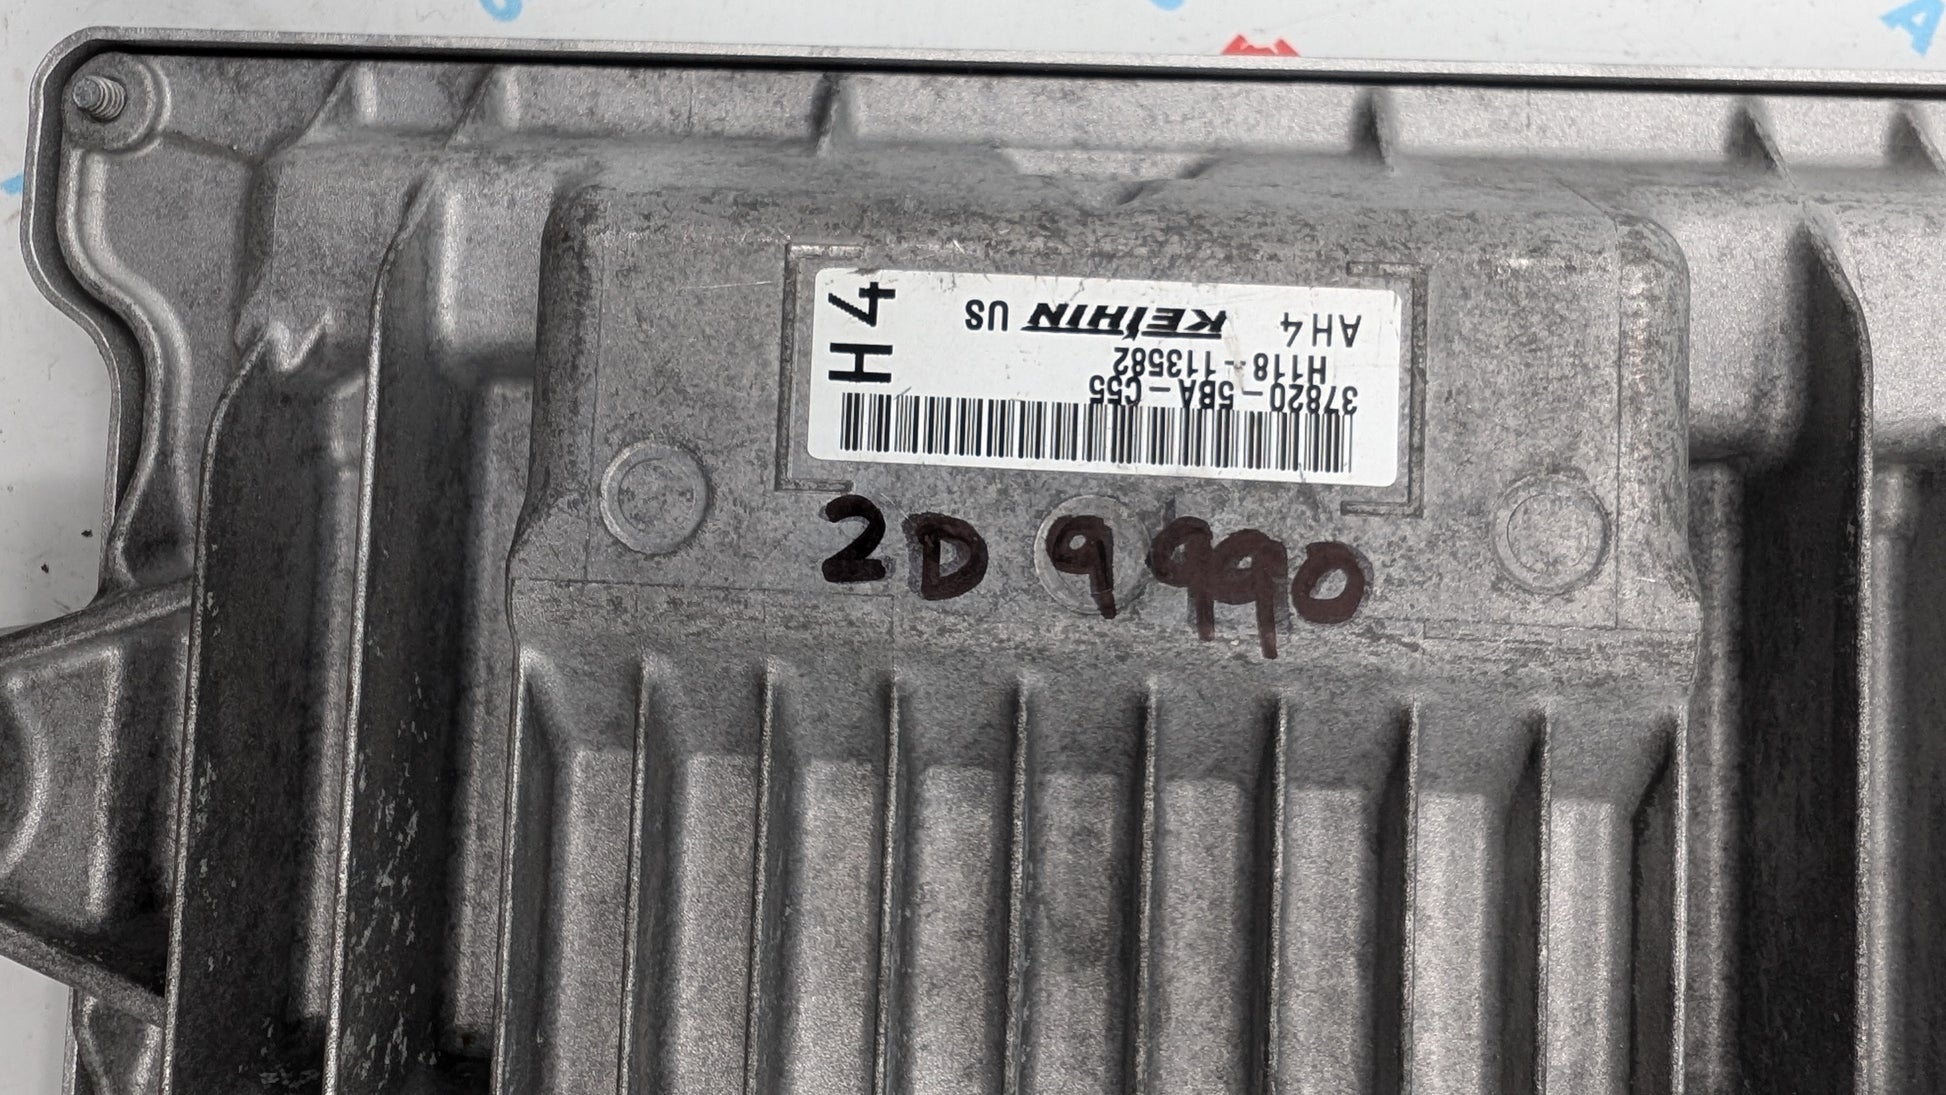 37820-5BA-C55
H118-113582
AH4 KEIHIN US
H4
2D 9990